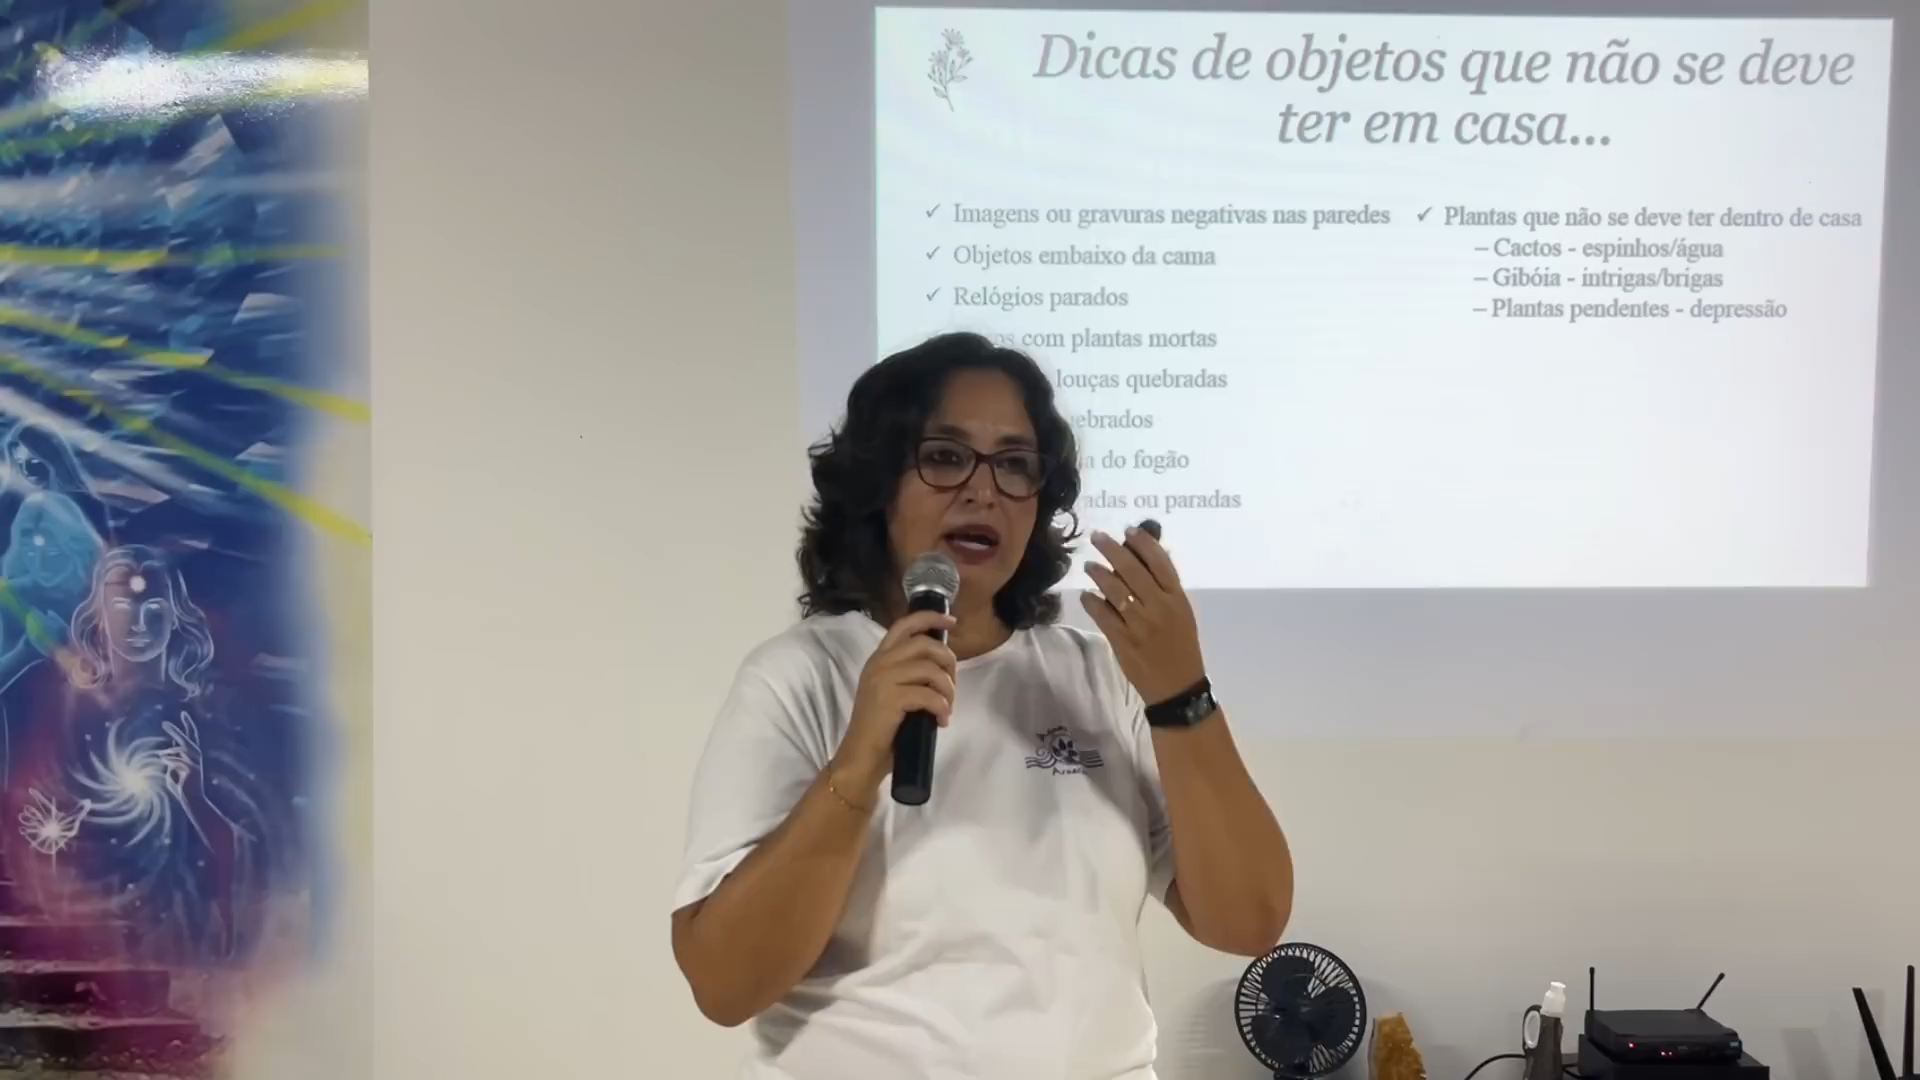 Dicas de objetos que não se deve
ter em casa...
✓ Imagens ou gravuras negativas nas paredes
✓ Objetos embaixo da cama
✓ Relógios parados
com plantas mortas
louças quebradas
do fogão
ou paradas
✓ Plantas que não se deve ter dentro de casa
– Cactos - espinhos/água
– Gibóia - intrigas/brigas
– Plantas pendentes - depressão